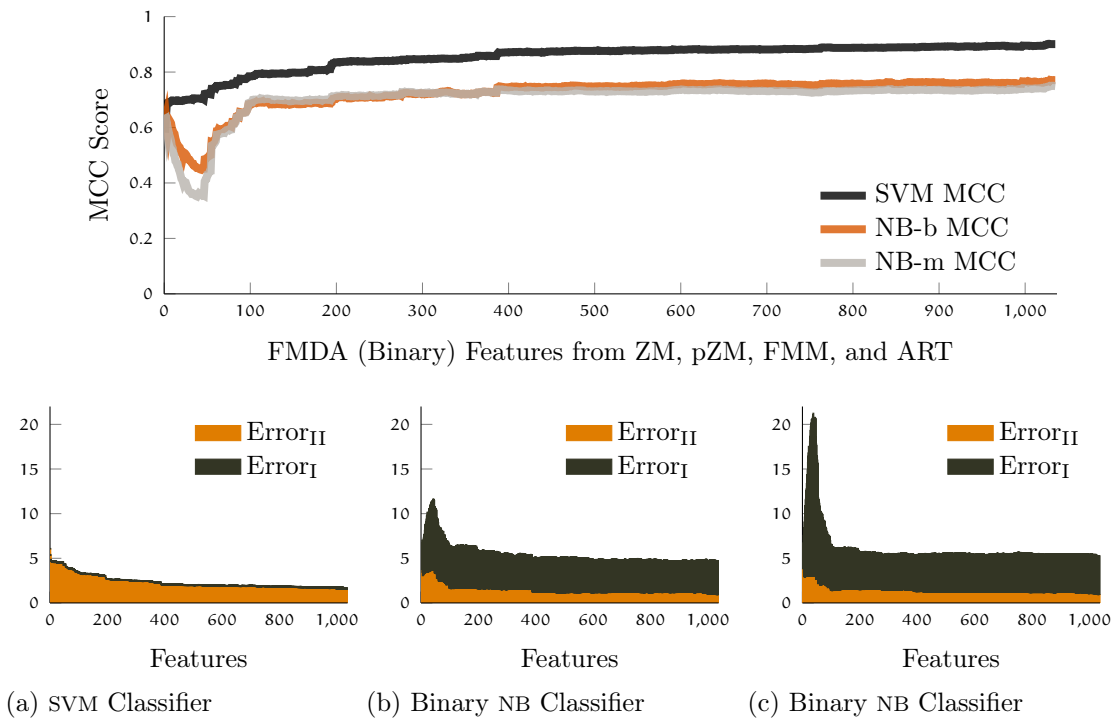 1
0.8
0.6
0.4
0.2
0
MCC Score
SVM MCC
NB-b MCC
NB-m MCC
0 100 200 300 400 500 600 700 800 900 1,000
FMDA (Binary) Features from ZM, pZM, FMM, and ART
20
15
10
5
0
Error_II
Error_I
0 200 400 600 800 1,000
Features
(a) SVM Classifier
20
15
10
5
0
Error_II
Error_I
0 200 400 600 800 1,000
Features
(b) Binary NB Classifier
20
15
10
5
0
Error_II
Error_I
0 200 400 600 800 1,000
Features
(c) Binary NB Classifier